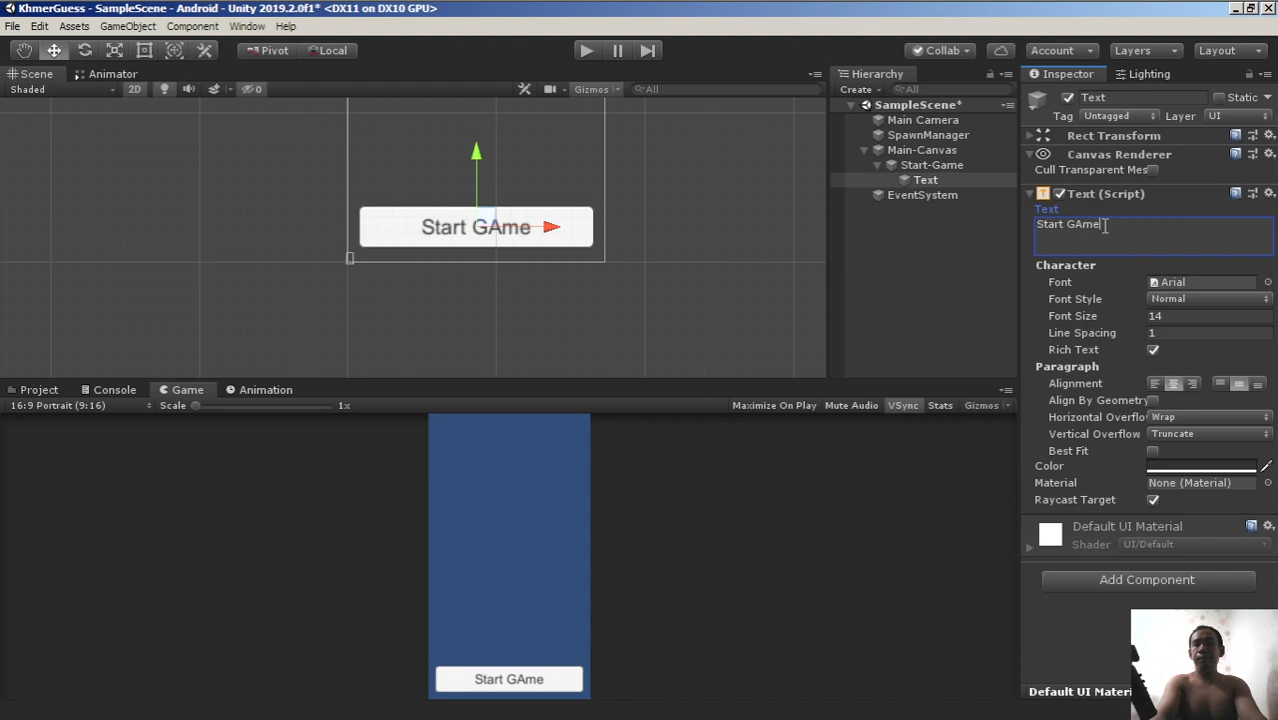 KhmerGuess - SampleScene - Android - Unity 2019.2.0f1* <DX11 on DX10 GPU>
File Edit Assets GameObject Component Window Help
Pivot Local Collab Account Layers Layout
Scene Animator
Shaded 2D 0 Gizmos All
Start GAme
Hierarchy
Create All
SampleScene*
Main Camera
SpawnManager
Main-Canvas
Start-Game
Text
EventSystem
Inspector Lighting
Text Static
Tag Untagged Layer UI
Rect Transform
Canvas Renderer
Cull Transparent Mes
Text (Script)
Text
Start GAme
Character
Font Arial
Font Style Normal
Font Size 14
Line Spacing 1
Rich Text
Paragraph
Alignment
Align By Geometry
Horizontal Overflo Wrap
Vertical Overflow Truncate
Best Fit
Color
Material None (Material)
Raycast Target
Default UI Material
Shader UI/Default
Add Component
Default UI Materi
Project Console Game Animation
16:9 Portrait (9:16) Scale 1x Maximize On Play Mute Audio VSync Stats Gizmos
Start GAme